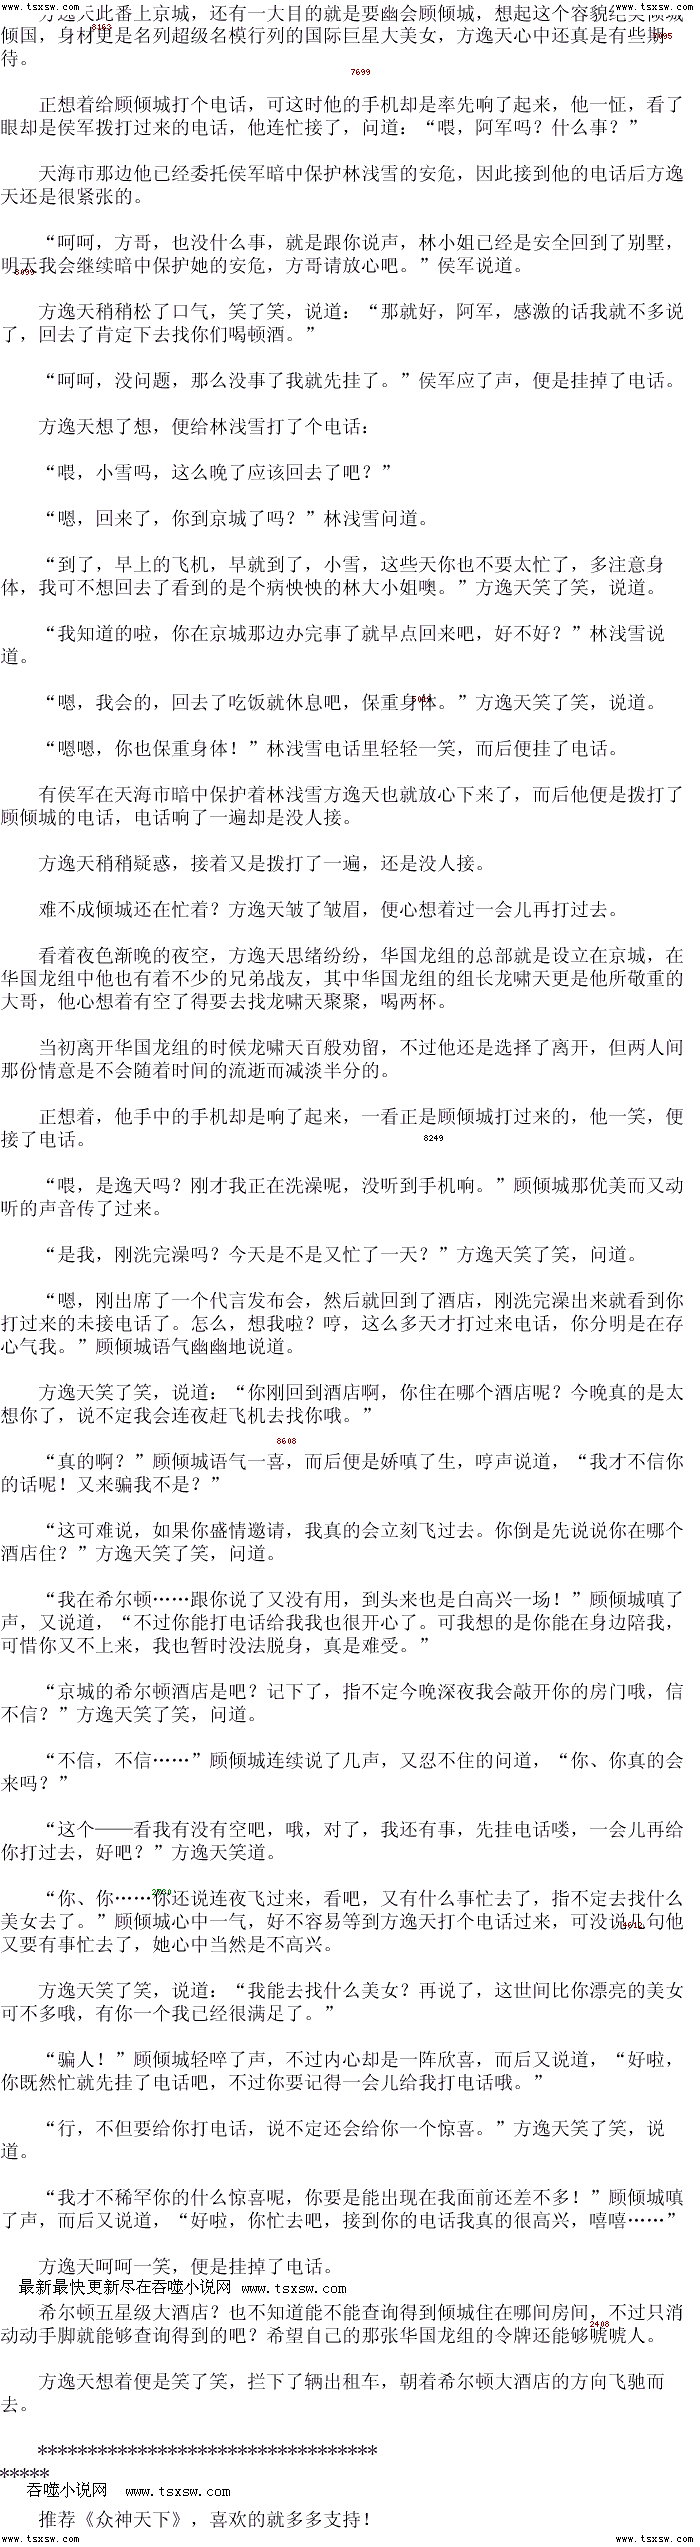 www.tsxsw.com www.tsxsw.com
方逸天此番上京城，还有一大目的就是要幽会顾倾城，想起这个容貌绝美倾城
8163
倾国，身材更是名列超级名模行列的国际巨星大美女，方逸天心中还真是有些期
待。
7699
正想着给顾倾城打个电话，可这时他的手机却是率先响了起来，他一怔，看了
眼却是侯军拨打过来的电话，他连忙接了，问道：“喂，阿军吗？什么事？”
天海市那边他已经委托侯军暗中保护林浅雪的安危，因此接到他的电话后方逸
天还是很紧张的。
“呵呵，方哥，也没什么事，就是跟你说声，林小姐已经是安全回到了别墅，
明天我会继续暗中保护她的安危，方哥请放心吧。”侯军说道。
8099
方逸天稍稍松了口气，笑了笑，说道：“那就好，阿军，感激的话我就不多说
了，回去了肯定下去找你们喝顿酒。”
“呵呵，没问题，那么没事了我就先挂了。”侯军应了声，便是挂掉了电话。
方逸天想了想，便给林浅雪打了个电话：
“喂，小雪吗，这么晚了应该回去了吧？”
“嗯，回来了，你到京城了吗？”林浅雪问道。
“到了，早上的飞机，早就到了，小雪，这些天你也不要太忙了，多注意身
体，我可不想回去了看到的是个病怏怏的林大小姐噢。”方逸天笑了笑，说道。
“我知道的啦，你在京城那边办完事了就早点回来吧，好不好？”林浅雪说
道。
“嗯，我会的，回去了吃饭就休息吧，保重身体。”方逸天笑了笑，说道。
“嗯嗯，你也保重身体！”林浅雪电话里轻轻一笑，而后便挂了电话。
有侯军在天海市暗中保护着林浅雪方逸天也就放心下来了，而后他便是拨打了
顾倾城的电话，电话响了一遍却是没人接。
方逸天稍稍疑惑，接着又是拨打了一遍，还是没人接。
难不成倾城还在忙着？方逸天皱了皱眉，便心想着过一会儿再打过去。
看着夜色渐晚的夜空，方逸天思绪纷纷，华国龙组的总部就是设立在京城，在
华国龙组中他也有着不少的兄弟战友，其中华国龙组的组长龙啸天更是他所敬重的
大哥，他心想着有空了得要去找龙啸天聚聚，喝两杯。
当初离开华国龙组的时候龙啸天百般劝留，不过他还是选择了离开，但两人间
那份情意是不会随着时间的流逝而减淡半分的。
正想着，他手中的手机却是响了起来，一看正是顾倾城打过来的，他一笑，便
接了电话。
8249
“喂，是逸天吗？刚才我正在洗澡呢，没听到手机响。”顾倾城那优美而又动
听的声音传了过来。
“是我，刚洗完澡吗？今天是不是又忙了一天？”方逸天笑了笑，问道。
“嗯，刚出席了一个代言发布会，然后就回到了酒店，刚洗完澡出来就看到你
打过来的未接电话了。怎么，想我啦？哼，这么多天才打过来电话，你分明是在存
心气我。”顾倾城语气幽幽地说道。
方逸天笑了笑，说道：“你刚回到酒店啊，你住在哪个酒店呢？今晚真的是太
想你了，说不定我会连夜赶飞机去找你哦。”
8608
“真的啊？”顾倾城语气一喜，而后便是娇嗔了生，哼声说道，“我才不信你
的话呢！又来骗我不是？”
“这可难说，如果你盛情邀请，我真的会立刻飞过去。你倒是先说说你在哪个
酒店住？”方逸天笑了笑，问道。
“我在希尔顿……跟你说了又没有用，到头来也是白高兴一场！”顾倾城嗔了
声，又说道，“不过你能打电话给我我也很开心了。可我想的是你能在身边陪我，
可惜你又不上来，我也暂时没法脱身，真是难受。”
“京城的希尔顿酒店是吧？记下了，指不定今晚深夜我会敲开你的房门哦，信
不信？”方逸天笑了笑，问道。
“不信，不信……”顾倾城连续说了几声，又忍不住的问道，“你、你真的会
来吗？”
“这个——看我有没有空吧，哦，对了，我还有事，先挂电话喽，一会儿再给
你打过去，好吧？”方逸天笑道。
“你、你……你还说连夜飞过来，看吧，又有什么事忙去了，指不定去找什么
美女去了。”顾倾城心中一气，好不容易等到方逸天打个电话过来，可没说几句他
又要有事忙去了，她心中当然是不高兴。
方逸天笑了笑，说道：“我能去找什么美女？再说了，这世间比你漂亮的美女
可不多哦，有你一个我已经很满足了。”
“骗人！”顾倾城轻啐了声，不过内心却是一阵欣喜，而后又说道，“好啦，
你既然忙就先挂了电话吧，不过你要记得一会儿给我打电话哦。”
“行，不但要给你打电话，说不定还会给你一个惊喜。”方逸天笑了笑，说
道。
“我才不稀罕你的什么惊喜呢，你要是能出现在我面前还差不多！”顾倾城嗔
了声，而后又说道，“好啦，你忙去吧，接到你的电话我真的很高兴，嘻嘻……”
方逸天呵呵一笑，便是挂掉了电话。
最新最快更新尽在吞噬小说网 www.tsxsw.com
希尔顿五星级大酒店？也不知道能不能查询得到倾城住在哪间房间，不过只消
2408
动动手脚就能够查询得到的吧？希望自己的那张华国龙组的令牌还能够唬唬人。
方逸天想着便是笑了笑，拦下了辆出租车，朝着希尔顿大酒店的方向飞驰而
去。
**********************************
*****
吞噬小说网 www.tsxsw.com
推荐《众神天下》，喜欢的就多多支持！
www.tsxsw.com www.tsxsw.com